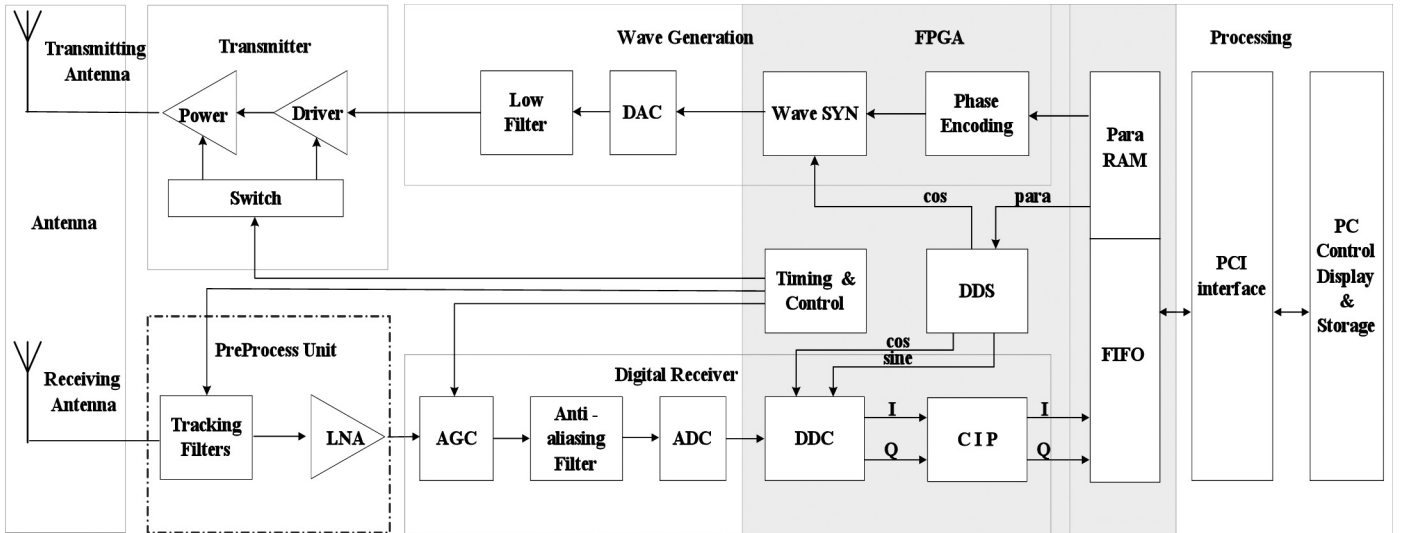 Transmitting
Antenna
Transmitter
Wave Generation
FPGA
Processing
Power
Driver
Low
Filter
DAC
Wave SYN
Phase
Encoding
Para
RAM
Switch
cos
para
Antenna
Timing &
Control
DDS
PCI
interface
PC
Control
Display
&
Storage
PreProcess Unit
cos
sine
FIFO
Receiving
Antenna
Digital Receiver
Tracking
Filters
LNA
AGC
Anti -
aliasing
Filter
ADC
DDC
I
Q
C I P
I
Q